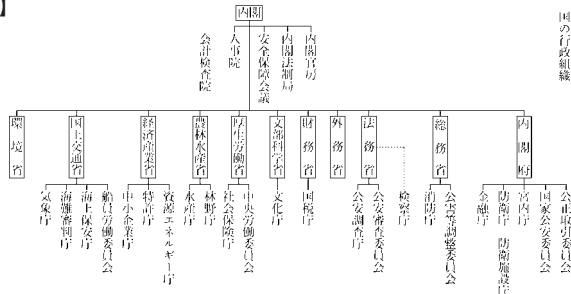 】
国の行政組織
内閣
内閣官房
内閣法制局
安全保障会議
人事院
会計検査院
内閣府
総務省
法務省
外務省
財務省
文部科学省
厚生労働省
農林水産省
経済産業省
国土交通省
環境省
公正取引委員会
国家公安委員会
宮内庁
防衛庁 防衛施設庁
金融庁
公害等調整委員会
消防庁
検察庁
公安審査委員会
公安調査庁
国税庁
文化庁
中央労働委員会
社会保険庁
林野庁
水産庁
資源エネルギー庁
特許庁
中小企業庁
船員労働委員会
海上保安庁
海難審判庁
気象庁